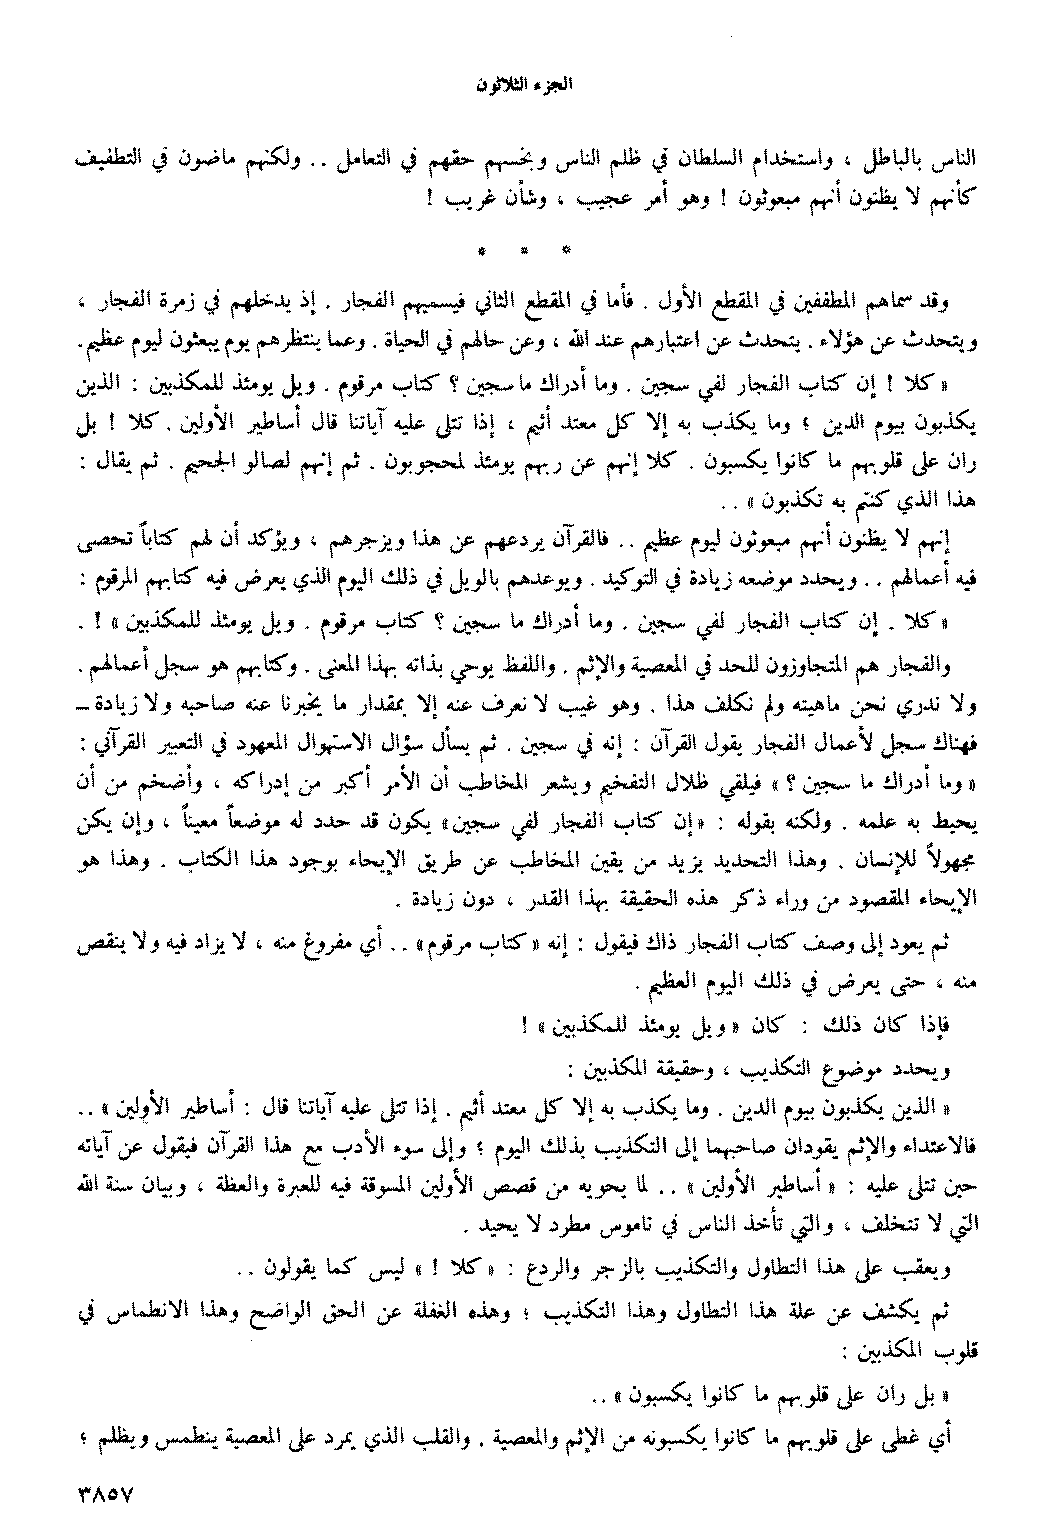 الجزء الثلاثون
الناس بالباطل ، واستخدام السلطان في ظلم الناس وبخسهم حقهم في التعامل .. ولكنهم ماضون في التطفيف
كأنهم لا يظنون أنهم مبعوثون ! وهو أمر عجيب ، وشأن غريب !
* * *
وقد سماهم المطففين في المقطع الأول . فأما في المقطع الثاني فيسميهم الفجار . إذ يدخلهم في زمرة الفجار ،
ويتحدث عن هؤلاء . يتحدث عن اعتبارهم عند الله ، وعن حالهم في الحياة . وعما ينتظرهم يوم يبعثون ليوم عظيم.
« كلا ! إن كتاب الفجار لفي سجين . وما أدراك ما سجين ؟ كتاب مرقوم . ويل يومئذ للمكذبين : الذين
يكذبون بيوم الدين ؛ وما يكذب به إلا كل معتد أثيم ، إذا تتلى عليه آياتنا قال أساطير الأولين . كلا ! بل
ران على قلوبهم ما كانوا يكسبون . كلا إنهم عن ربهم يومئذ لمحجوبون . ثم إنهم لصالو الجحيم . ثم يقال :
هذا الذي كنتم به تكذبون » ..
إنهم لا يظنون أنهم مبعوثون ليوم عظيم .. فالقرآن يردعهم عن هذا ويزجرهم ، ويؤكد أن لهم كتاباً تحصى
فيه أعمالهم .. ويحدد موضعه زيادة في التوكيد . ويوعدهم بالويل في ذلك اليوم الذي يعرض فيه كتابهم المرقوم :
« كلا . إن كتاب الفجار لفي سجين . وما أدراك ما سجين ؟ كتاب مرقوم . ويل يومئذ للمكذبين » ! .
والفجار هم المتجاوزون للحد في المعصية والإثم . واللفظ يوحي بذاته بهذا المعنى . وكتابهم هو سجل أعمالهم .
ولا ندري نحن ماهيته ولم نكلف هذا . وهو غيب لا نعرف عنه إلا بمقدار ما يخبرنا عنه صاحبه ولا زيادة ــ
فهناك سجل لأعمال الفجار يقول القرآن : إنه في سجين . ثم يسأل سؤال الاستهوال المعهود في التعبير القرآني :
« وما أدراك ما سجين ؟ » فيلقي ظلال التفخيم ويشعر المخاطب أن الأمر أكبر من إدراكه ، وأضخم من أن
يحيط به علمه . ولكنه بقوله : «إن كتاب الفجار لفي سجين» يكون قد حدد له موضعاً معيناً ، وإن يكن
مجهولاً للإنسان . وهذا التحديد يزيد من يقين المخاطب عن طريق الإيحاء بوجود هذا الكتاب . وهذا هو
الإيحاء المقصود من وراء ذكر هذه الحقيقة بهذا القدر ، دون زيادة .
ثم يعود إلى وصف كتاب الفجار ذاك فيقول : إنه « كتاب مرقوم» .. أي مفروغ منه ، لا يزاد فيه ولا ينقص
منه ، حتى يعرض في ذلك اليوم العظيم .
فإذا كان ذلك : كان «ويل يومئذ للمكذبين » !
ويحدد موضوع التكذيب ، وحقيقة المكذبين :
« الذين يكذبون بيوم الدين . وما يكذب به إلا كل معتد أثيم . إذا تتلى عليه آياتنا قال : أساطير الأولين » ..
فالاعتداء والإثم يقودان صاحبهما إلى التكذيب بذلك اليوم ؛ وإلى سوء الأدب مع هذا القرآن فيقول عن آياته
حين تتلى عليه : « أساطير الأولين » .. لما يحويه من قصص الأولين المسوقة فيه للعبرة والعظة ، وبيان سنة الله
التي لا تتخلف ، والتي تأخذ الناس في ناموس مطرد لا يحيد .
ويعقب على هذا التطاول والتكذيب بالزجر والردع : «كلا ! » ليس كما يقولون ..
ثم يكشف عن علة هذا التطاول وهذا التكذيب ؛ وهذه الغفلة عن الحق الواضح وهذا الانطماس في
قلوب المكذبين :
« بل ران على قلوبهم ما كانوا يكسبون » ..
أي غطى على قلوبهم ما كانوا يكسبونه من الإثم والمعصية . والقلب الذي يمرد على المعصية ينطمس ويظلم ؛
٣٨٥٧